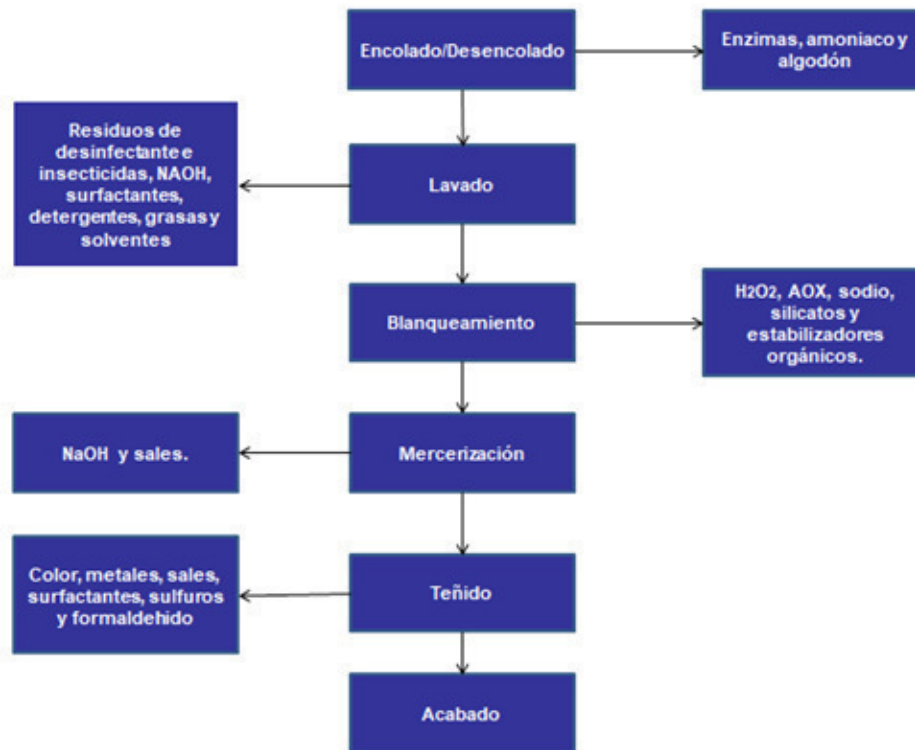 Encolado/Desencolado
Enzimas, amoniaco y
algodón
Residuos de
desinfectante e
insecticidas, NAOH,
surfactantes,
detergentes, grasas y
solventes
Lavado
Blanqueamiento
H2O2, AOX, sodio,
silicatos y
estabilizadores
orgánicos.
NaOH y sales.
Mercerización
Color, metales, sales,
surfactantes, sulfuros
y formaldehido
Teñido
Acabado